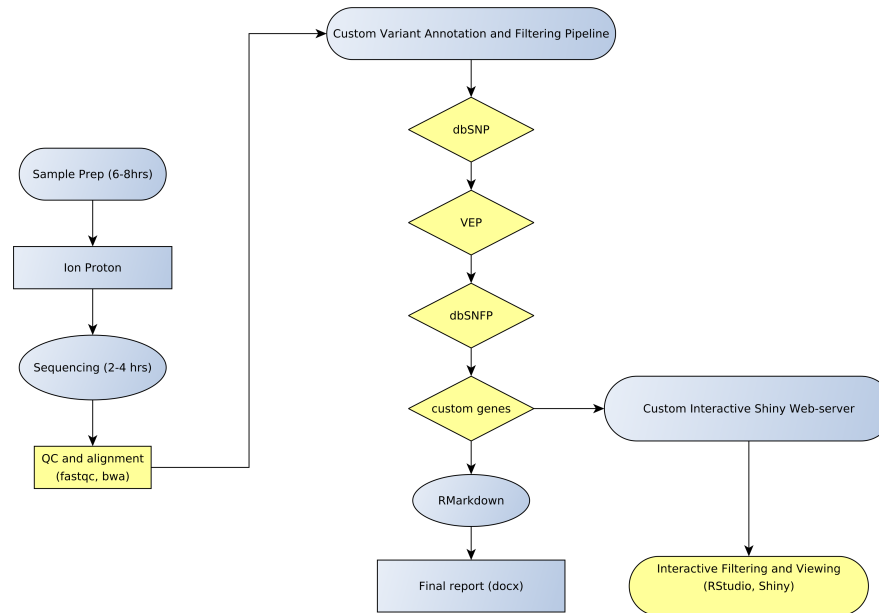 Custom Variant Annotation and Filtering Pipeline
dbSNP
Sample Prep (6-8hrs)
VEP
Ion Proton
dbSNFP
Sequencing (2-4 hrs)
custom genes
Custom Interactive Shiny Web-server
QC and alignment
(fastqc, bwa)
RMarkdown
Final report (docx)
Interactive Filtering and Viewing
(RStudio, Shiny)